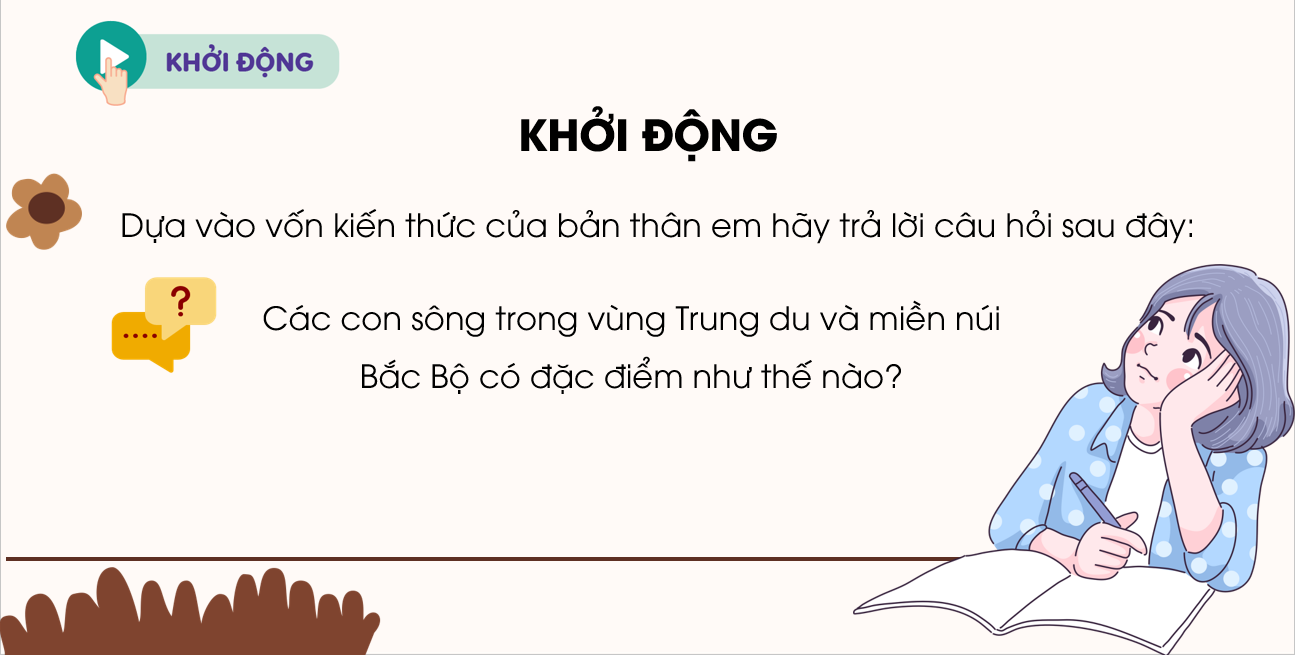 KHỞI ĐỘNG
KHỞI ĐỘNG
Dựa vào vốn kiến thức của bản thân em hãy trả lời câu hỏi sau đây:
?
....
Các con sông trong vùng Trung du và miền núi
Bắc Bộ có đặc điểm như thế nào?